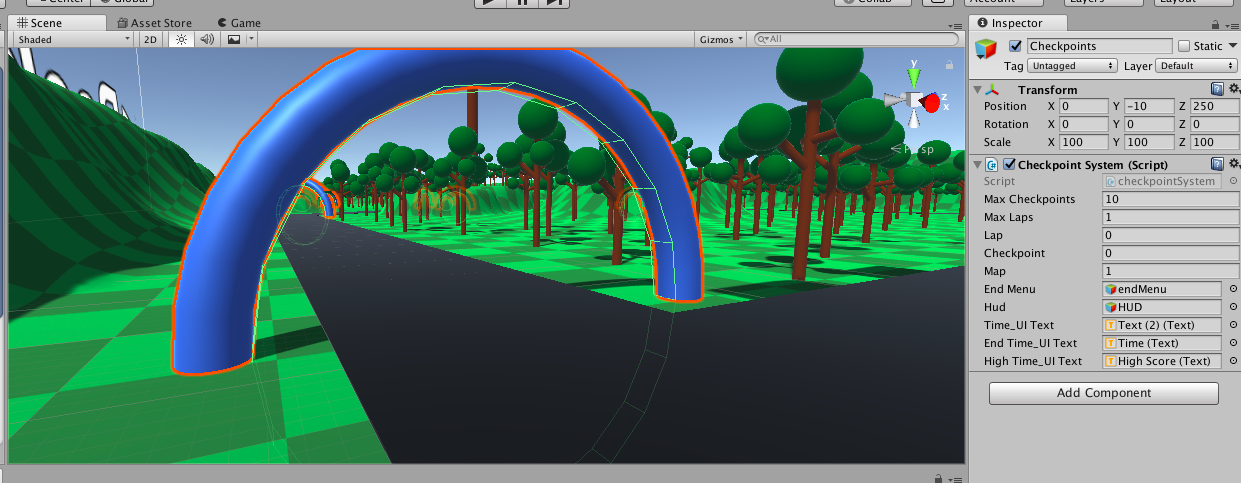 Center Global Collab Account Layers Layout
Scene Asset Store Game
Shaded 2D Gizmos All
y
z
x
Persp
Inspector
Checkpoints Static
Tag Untagged Layer Default
Transform
Position X 0 Y -10 Z 250
Rotation X 0 Y 0 Z 0
Scale X 100 Y 100 Z 100
Checkpoint System (Script)
Script checkpointSystem
Max Checkpoints 10
Max Laps 1
Lap 0
Checkpoint 0
Map 1
End Menu endMenu
Hud HUD
Time_UI Text Text (2) (Text)
End Time_UI Text Time (Text)
High Time_UI Text High Score (Text)
Add Component